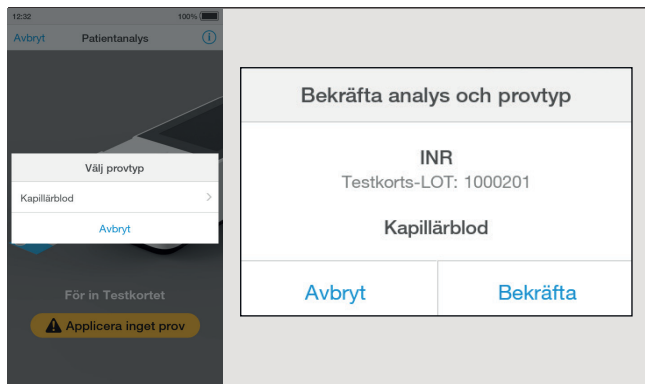 12:32 100%
Avbryt Patientanalys
Välj provtyp
Kapillärblod
Avbryt
För in Testkortet
Applicera inget prov
Bekräfta analys och provtyp
INR
Testkorts-LOT: 1000201
Kapillärblod
Avbryt Bekräfta